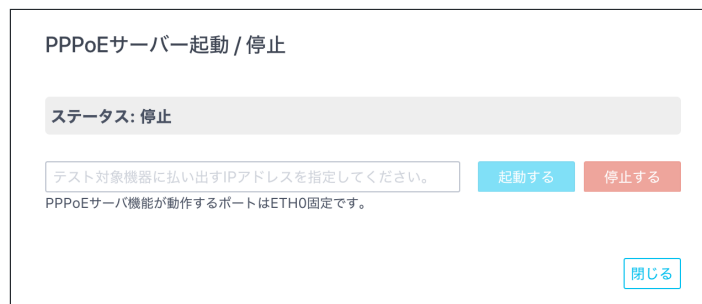 PPPoEサーバー起動 / 停止
ステータス: 停止
テスト対象機器に払い出すIPアドレスを指定してください。 起動する 停止する
PPPoEサーバ機能が動作するポートはETH0固定です。
閉じる